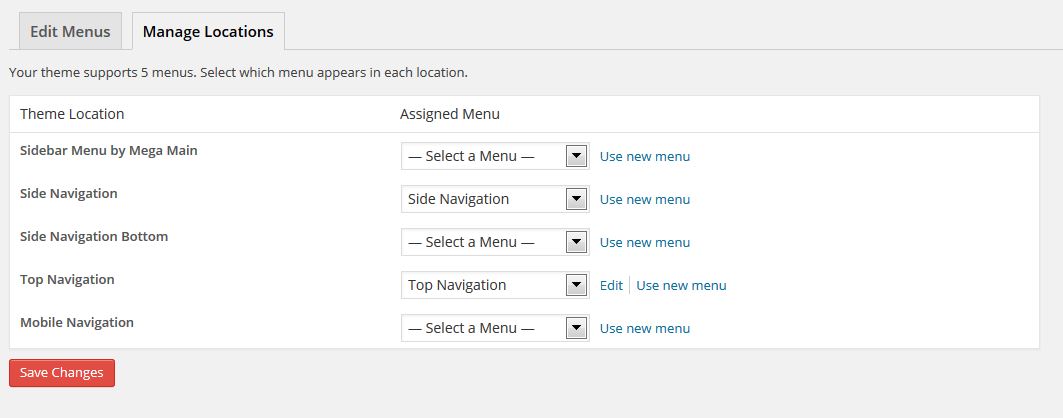 Edit Menus Manage Locations
Your theme supports 5 menus. Select which menu appears in each location.
Theme Location Assigned Menu
Sidebar Menu by Mega Main — Select a Menu — Use new menu
Side Navigation Side Navigation Use new menu
Side Navigation Bottom — Select a Menu — Use new menu
Top Navigation Top Navigation Edit Use new menu
Mobile Navigation — Select a Menu — Use new menu
Save Changes